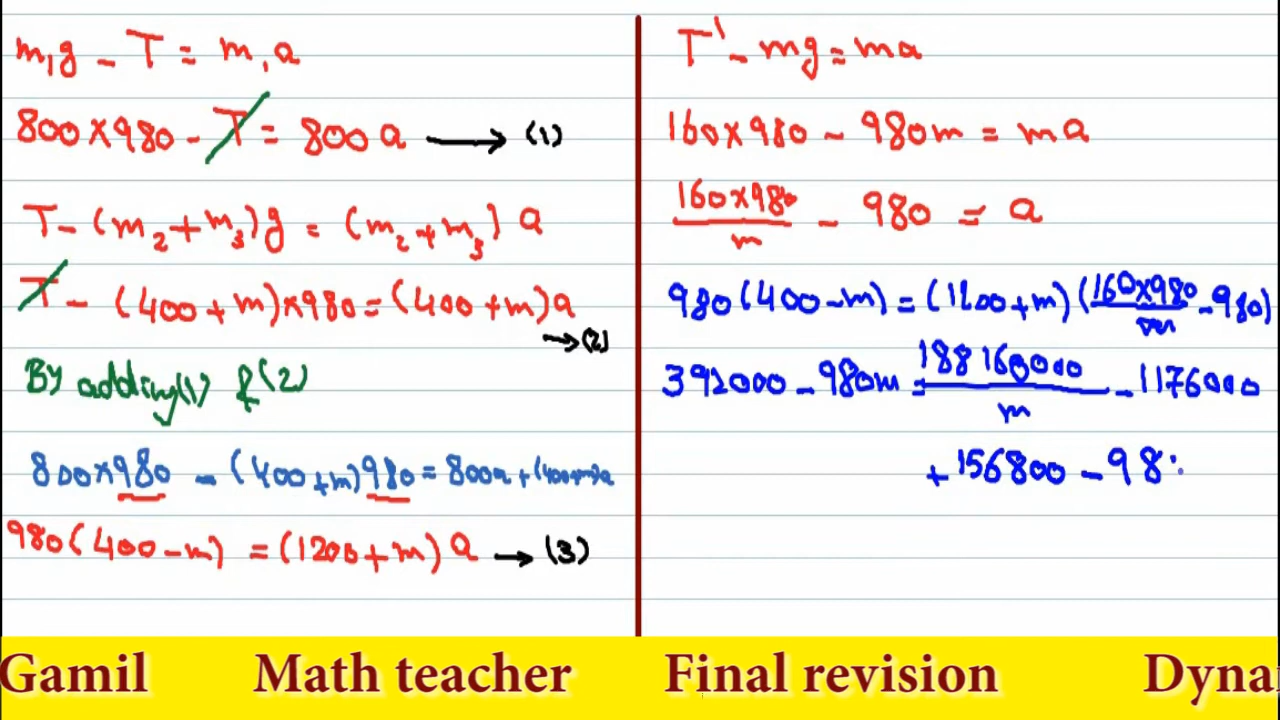 m₁g - T = m₁a
800×980 - T = 800a → (1)
T - (m₂+m₃)g = (m₂+m₃)a
T - (400+m)×980 = (400+m)a
→(2)
By adding(1) & (2)
800×980 - (400+m)980 = 800a + (400+m)a
980(400-m) = (1200+m)a → (3)
T' - mg = ma
160×980 - 980m = ma
160×980/m - 980 = a
980(400-m) = (1200+m)(160×980/m - 980)
392000 - 980m = 188160000/m - 1176000
+ 156800 - 98
Gamil Math teacher Final revision Dyna